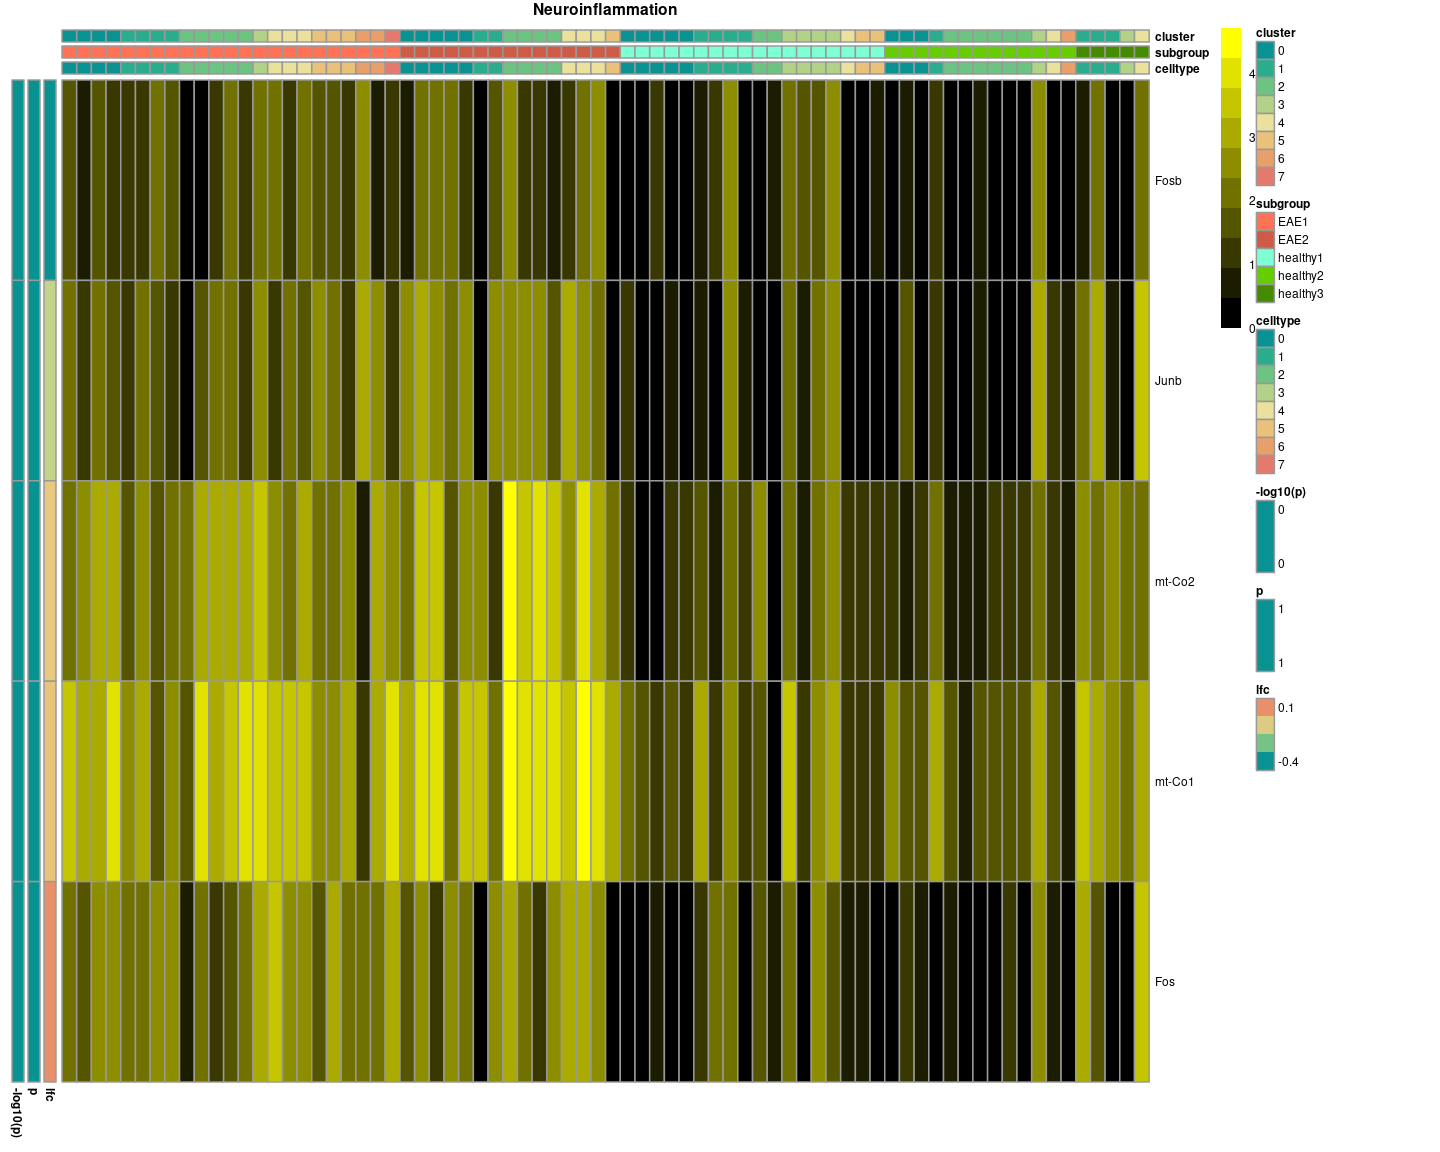 Neuroinflammation
cluster
subgroup
celltype
Fosb
Junb
mt-Co2
mt-Co1
Fos
-log10(p)
p
lfc
4
3
2
1
0
cluster
0
1
2
3
4
5
6
7
subgroup
EAE1
EAE2
healthy1
healthy2
healthy3
celltype
0
1
2
3
4
5
6
7
-log10(p)
0
0
p
1
1
lfc
0.1
-0.4